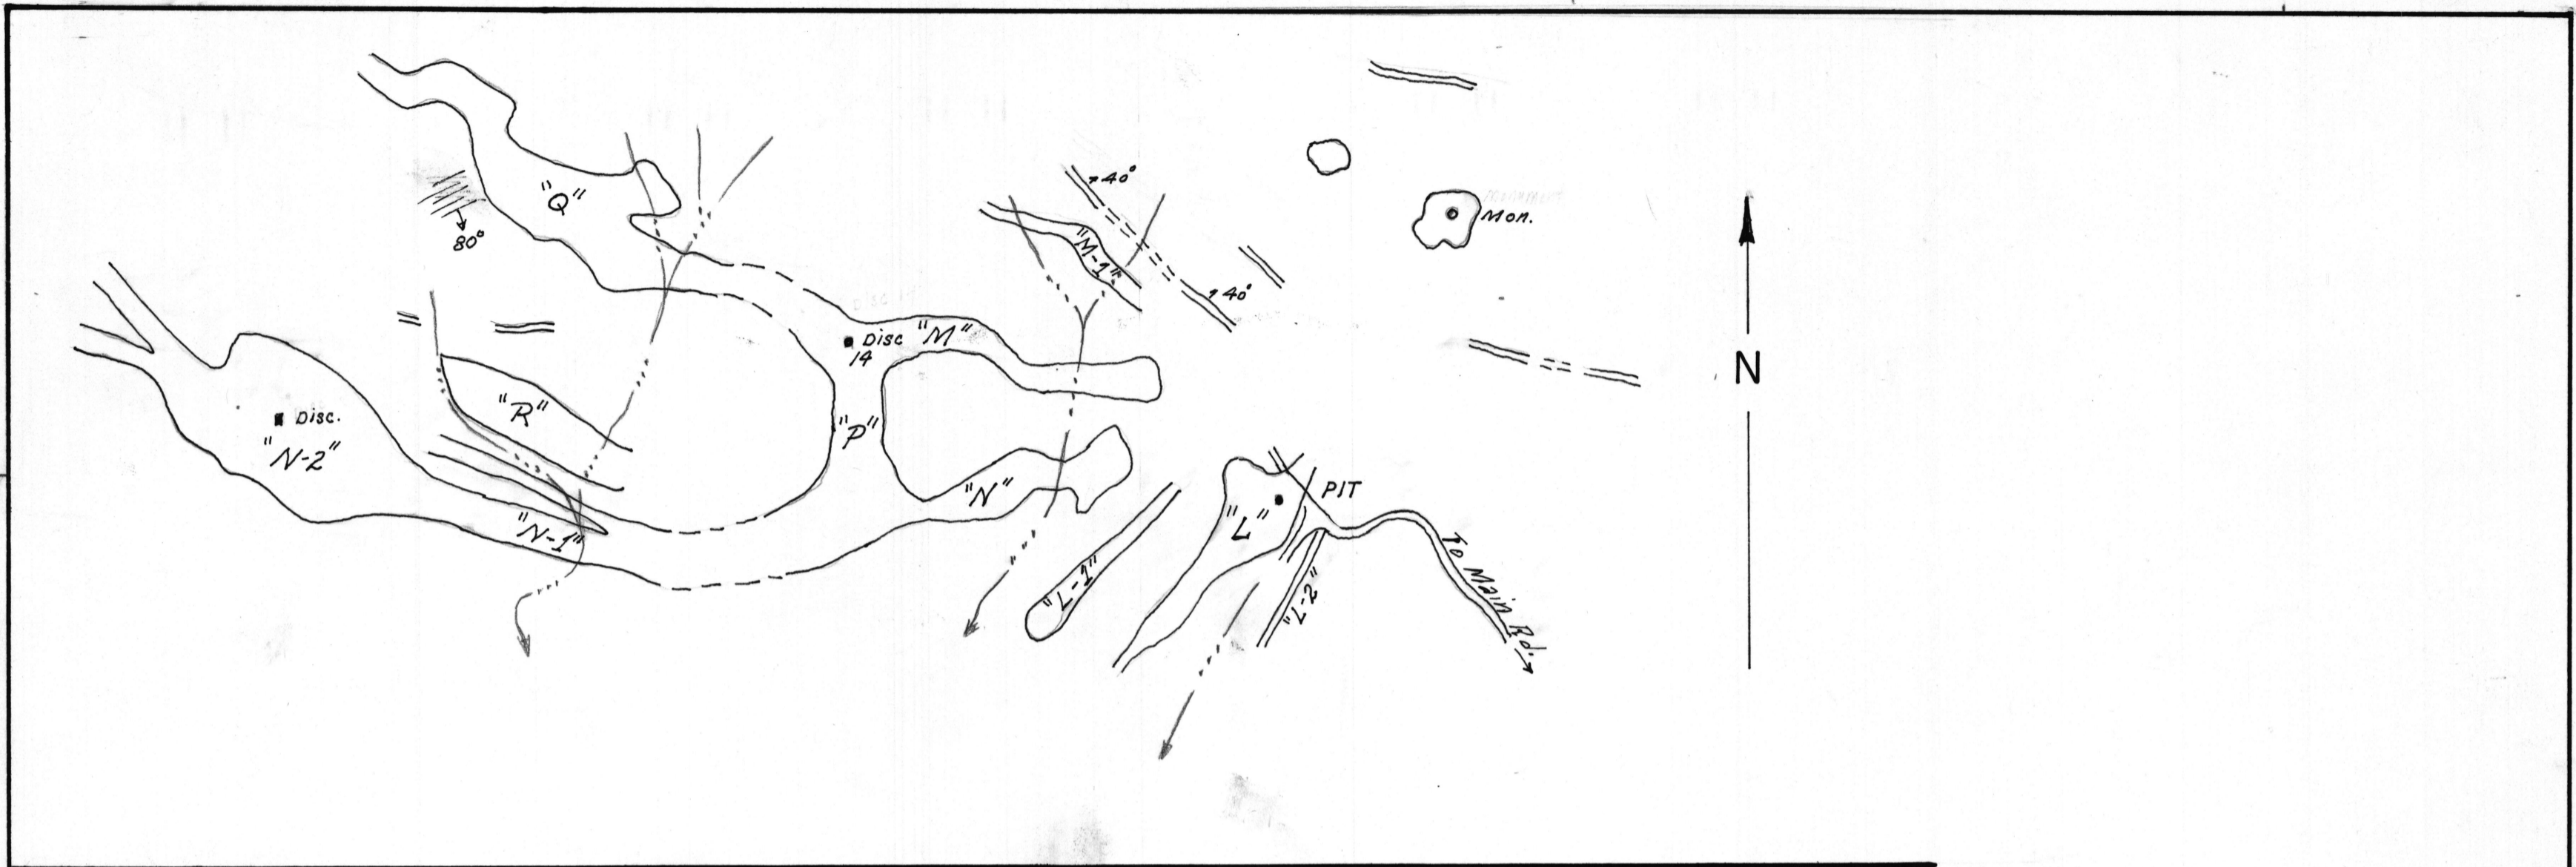 "Q"
80°
40°
Mon.
"M-1"
40°
Disc "M"
14
N
"R"
Disc.
"N-2"
"P"
"N"
PIT
"L"
"N-1"
"L-1"
"L-2"
To Main Rd.